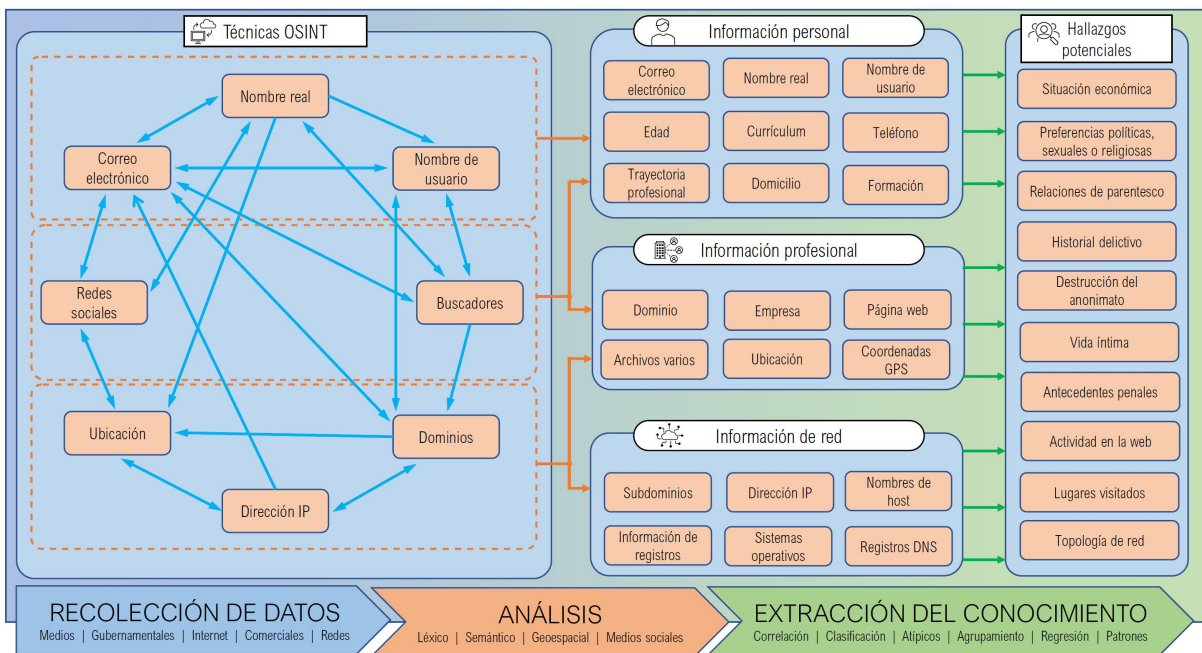 Técnicas OSINT
Nombre real
Correo
electrónico
Nombre de
usuario
Redes
sociales
Buscadores
Ubicación
Dominios
Dirección IP
Información personal
Correo
electrónico
Nombre real
Nombre de
usuario
Edad
Currículum
Teléfono
Trayectoria
profesional
Domicilio
Formación
Información profesional
Dominio
Empresa
Página web
Archivos varios
Ubicación
Coordenadas
GPS
Información de red
Subdominios
Dirección IP
Nombres de
host
Información de
registros
Sistemas
operativos
Registros DNS
Hallazgos
potenciales
Situación económica
Preferencias políticas,
sexuales o religiosas
Relaciones de parentesco
Historial delictivo
Destrucción del
anonimato
Vida íntima
Antecedentes penales
Actividad en la web
Lugares visitados
Topología de red
RECOLECCIÓN DE DATOS
Medios | Gubernamentales | Internet | Comerciales | Redes
ANÁLISIS
Léxico | Semántico | Geoespacial | Medios sociales
EXTRACCIÓN DEL CONOCIMIENTO
Correlación | Clasificación | Atípicos | Agrupamiento | Regresión | Patrones